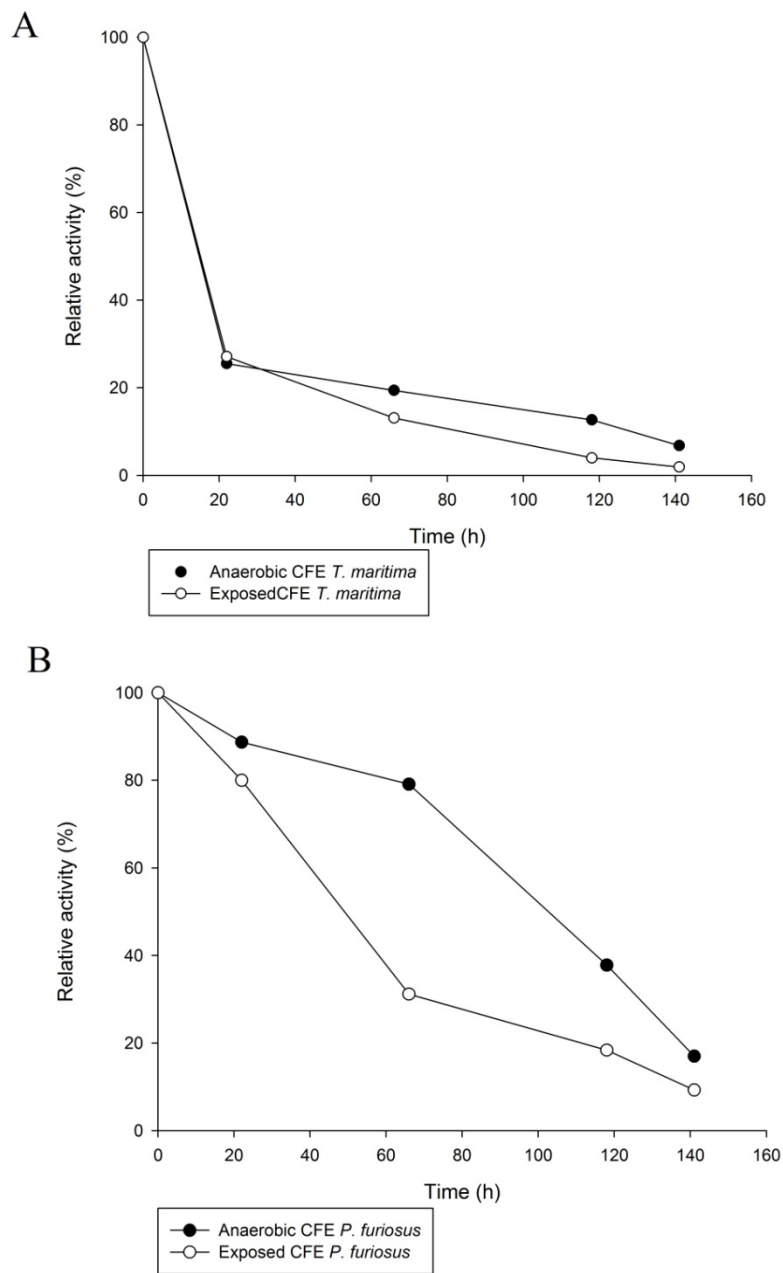 A
100
80
60
40
20
0
Relative activity (%)
0 20 40 60 80 100 120 140 160
Time (h)
Anaerobic CFE T. maritima
ExposedCFE T. maritima
B
100
80
60
40
20
0
Relative activity (%)
0 20 40 60 80 100 120 140 160
Time (h)
Anaerobic CFE P. furiosus
Exposed CFE P. furiosus